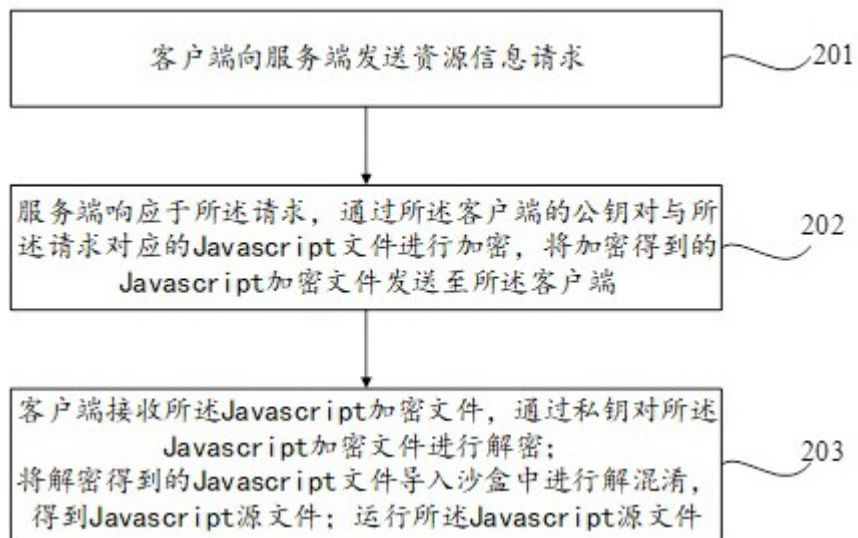 客户端向服务端发送资源信息请求
201
服务端响应于所述请求，通过所述客户端的公钥对与所
述请求对应的Javascript文件进行加密，将加密得到的
Javascript加密文件发送至所述客户端
202
客户端接收所述Javascript加密文件，通过私钥对所述
Javascript加密文件进行解密；
将解密得到的Javascript文件导入沙盒中进行解混淆，
得到Javascript源文件；运行所述Javascript源文件
203